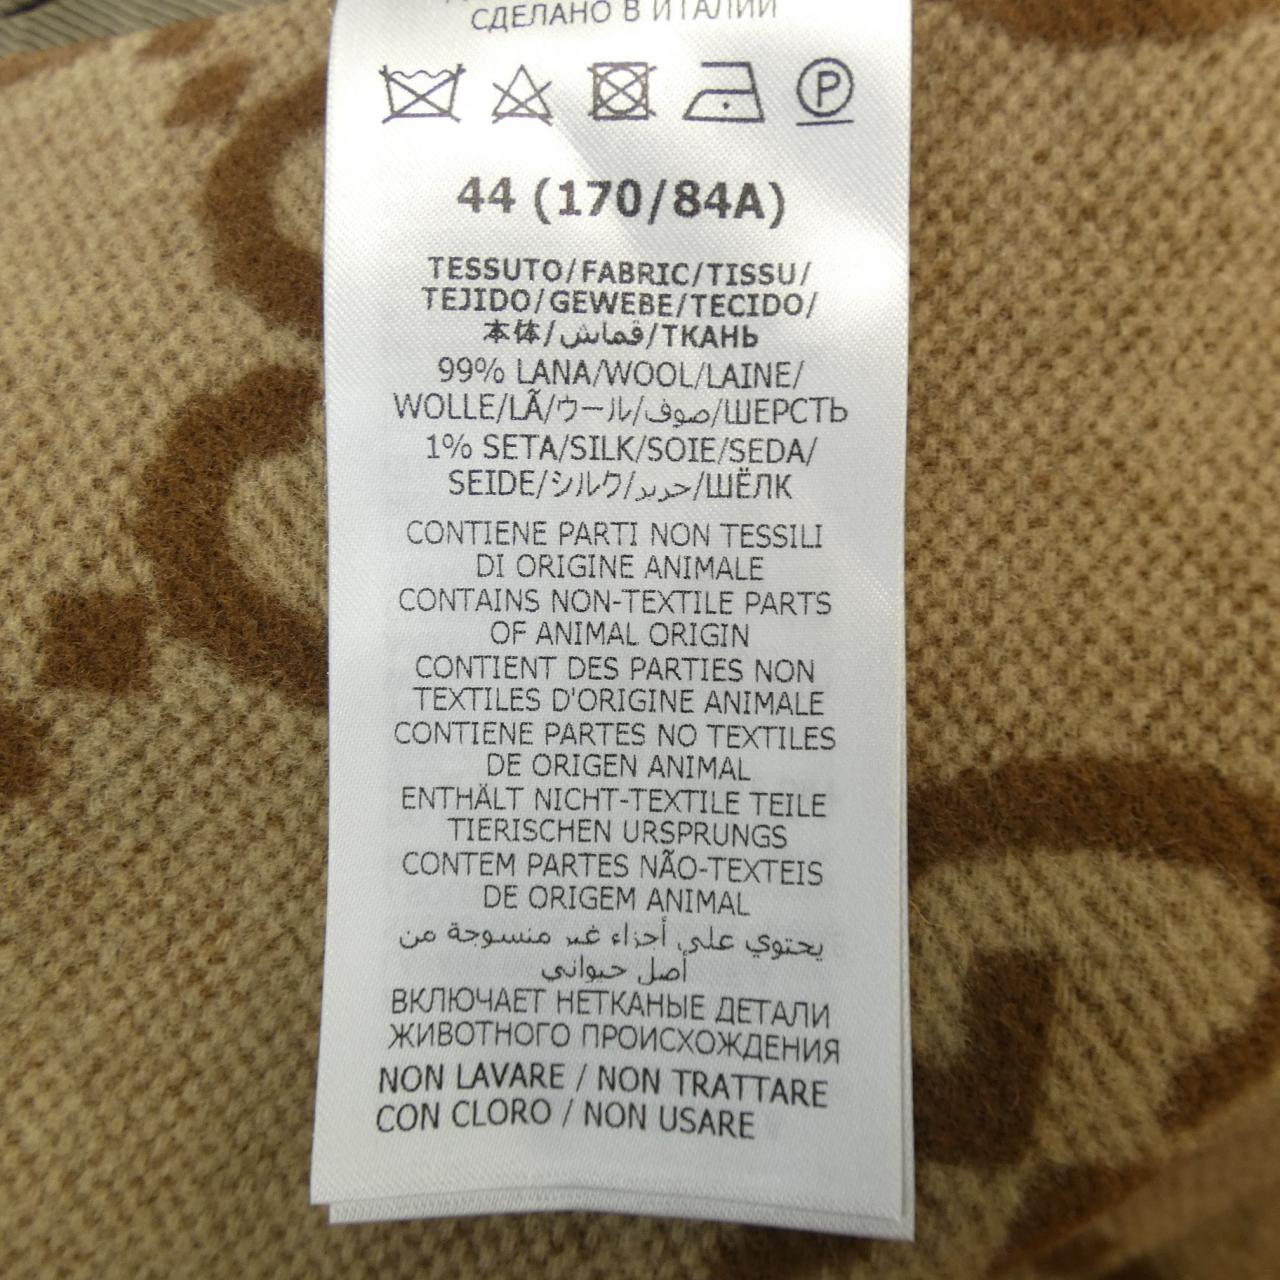 СДЕЛАНО В ИТАЛИИ
P
44 (170/84A)
TESSUTO/FABRIC/TISSU/
TEJIDO/GEWEBE/TECIDO/
本体/قماش/ТКАНЬ
99% LANA/WOOL/LAINE/
WOLLE/LÃ/ウール/صوف/ШЕРСТЬ
1% SETA/SILK/SOIE/SEDA/
SEIDE/シルク/حرير/ШЁЛК
CONTIENE PARTI NON TESSILI
DI ORIGINE ANIMALE
CONTAINS NON-TEXTILE PARTS
OF ANIMAL ORIGIN
CONTIENT DES PARTIES NON
TEXTILES D'ORIGINE ANIMALE
CONTIENE PARTES NO TEXTILES
DE ORIGEN ANIMAL
ENTHÄLT NICHT-TEXTILE TEILE
TIERISCHEN URSPRUNGS
CONTEM PARTES NÃO-TEXTEIS
DE ORIGEM ANIMAL
يحتوي على أجزاء غير منسوجة من
أصل حيواني
ВКЛЮЧАЕТ НЕТКАНЫЕ ДЕТАЛИ
ЖИВОТНОГО ПРОИСХОЖДЕНИЯ
NON LAVARE / NON TRATTARE
CON CLORO / NON USARE